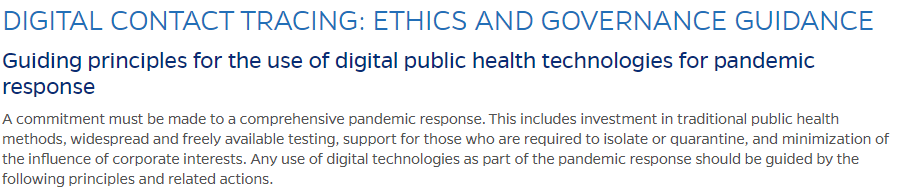 DIGITAL CONTACT TRACING: ETHICS AND GOVERNANCE GUIDANCE
Guiding principles for the use of digital public health technologies for pandemic
response
A commitment must be made to a comprehensive pandemic response. This includes investment in traditional public health
methods, widespread and freely available testing, support for those who are required to isolate or quarantine, and minimization of
the influence of corporate interests. Any use of digital technologies as part of the pandemic response should be guided by the
following principles and related actions.